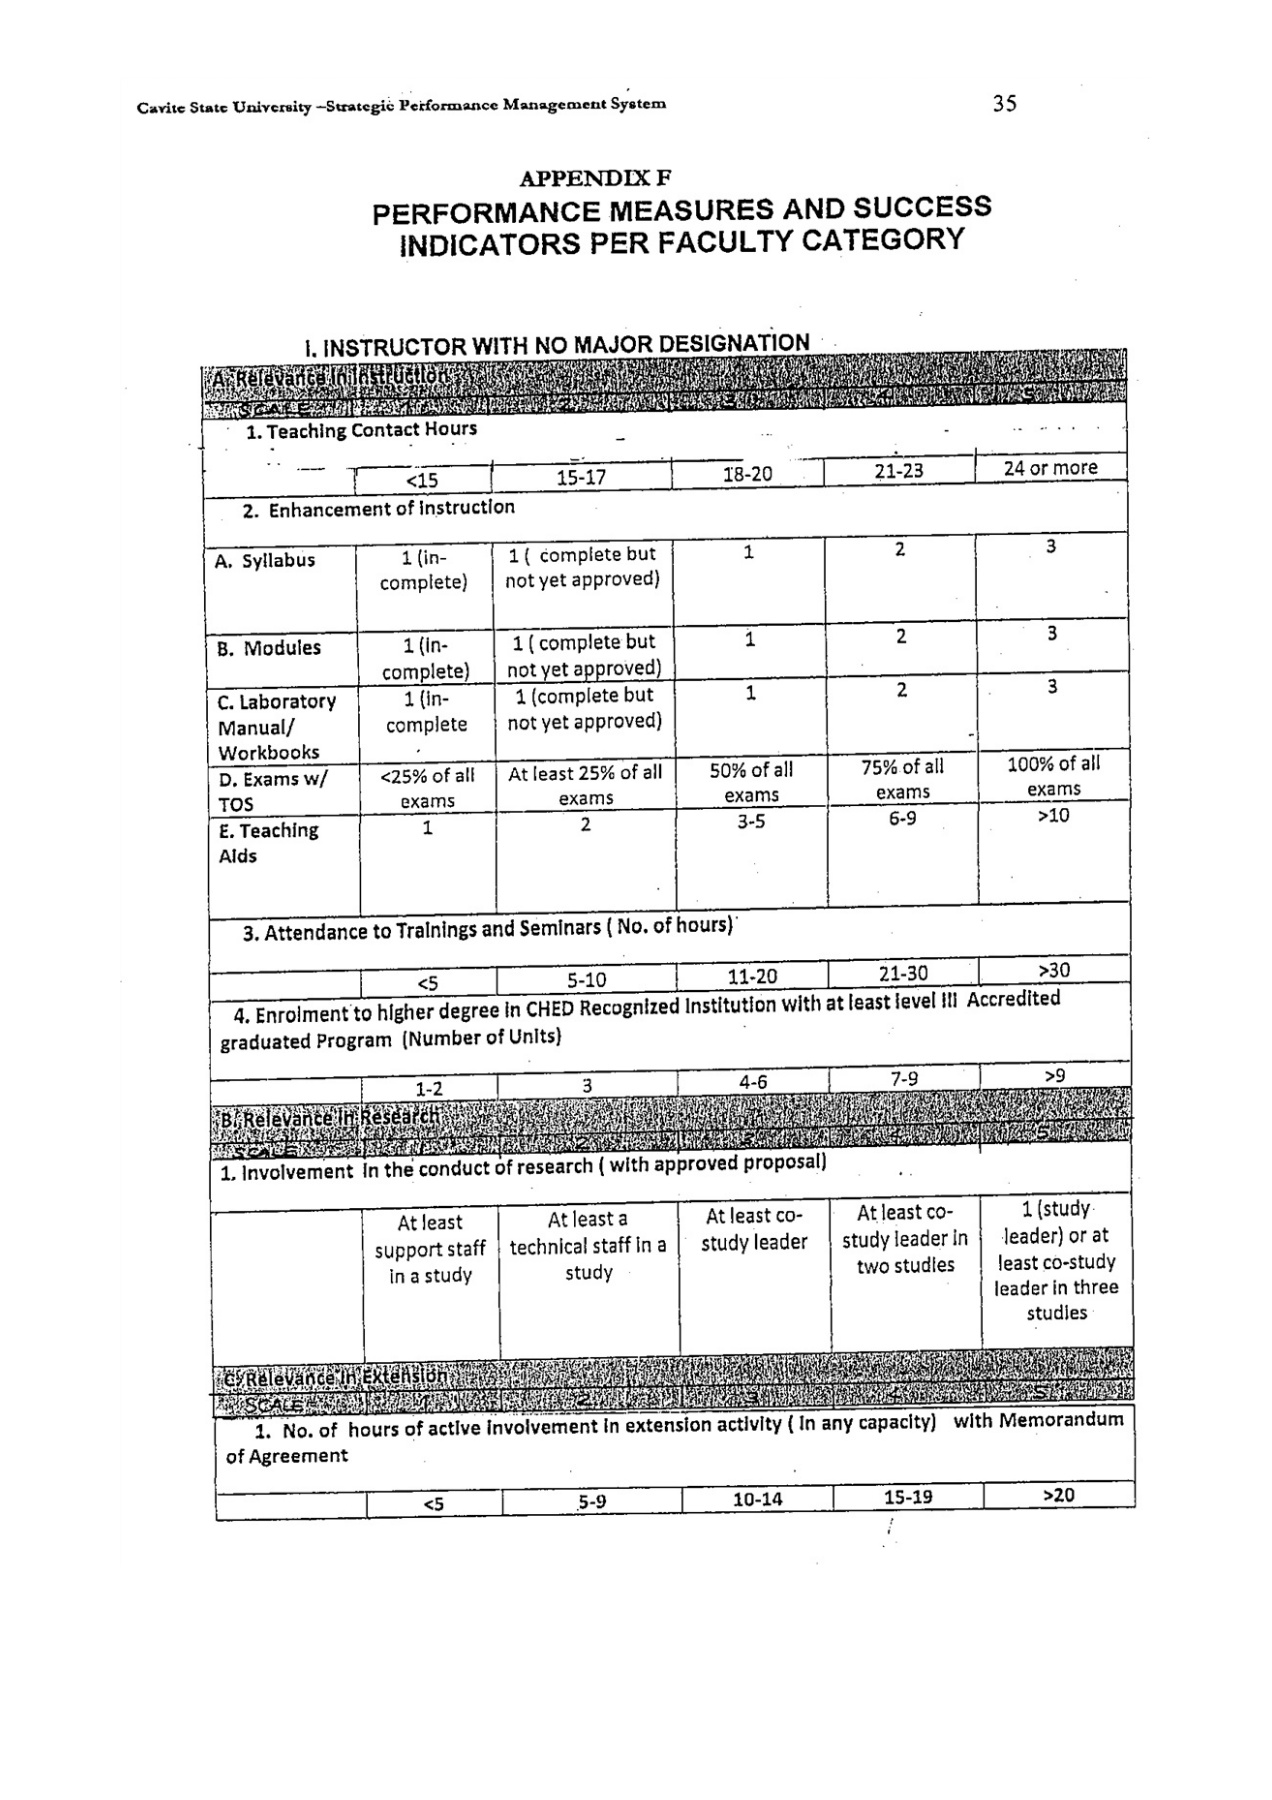 Cavite State University –Strategic Performance Management System 35
APPENDIX F
PERFORMANCE MEASURES AND SUCCESS
INDICATORS PER FACULTY CATEGORY
I. INSTRUCTOR WITH NO MAJOR DESIGNATION
A. Relevance in Instruction
SCALE 1 2 3 4 5
1. Teaching Contact Hours
<15 15-17 18-20 21-23 24 or more
2. Enhancement of Instruction
A. Syllabus 1 (in- 1 ( complete but 1 2 3
complete) not yet approved)
B. Modules 1 (in- 1 ( complete but 1 2 3
complete) not yet approved)
C. Laboratory 1 (in- 1 (complete but 1 2 3
Manual/ complete not yet approved)
Workbooks
D. Exams w/ <25% of all At least 25% of all 50% of all 75% of all 100% of all
TOS exams exams exams exams exams
E. Teaching 1 2 3-5 6-9 >10
Aids
3. Attendance to Trainings and Seminars ( No. of hours)
<5 5-10 11-20 21-30 >30
4. Enrolment to higher degree in CHED Recognized Institution with at least level III Accredited
graduated Program (Number of Units)
1-2 3 4-6 7-9 >9
B. Relevance in Research
SCALE 1 2 3 4 5
1. Involvement in the conduct of research ( with approved proposal)
At least At least a At least co- At least co- 1 (study
support staff technical staff in a study leader study leader in leader) or at
in a study study two studies least co-study
leader in three
studies
C. Relevance in Extension
SCALE 1 2 3 4 5
1. No. of hours of active involvement in extension activity ( in any capacity) with Memorandum
of Agreement
<5 5-9 10-14 15-19 >20